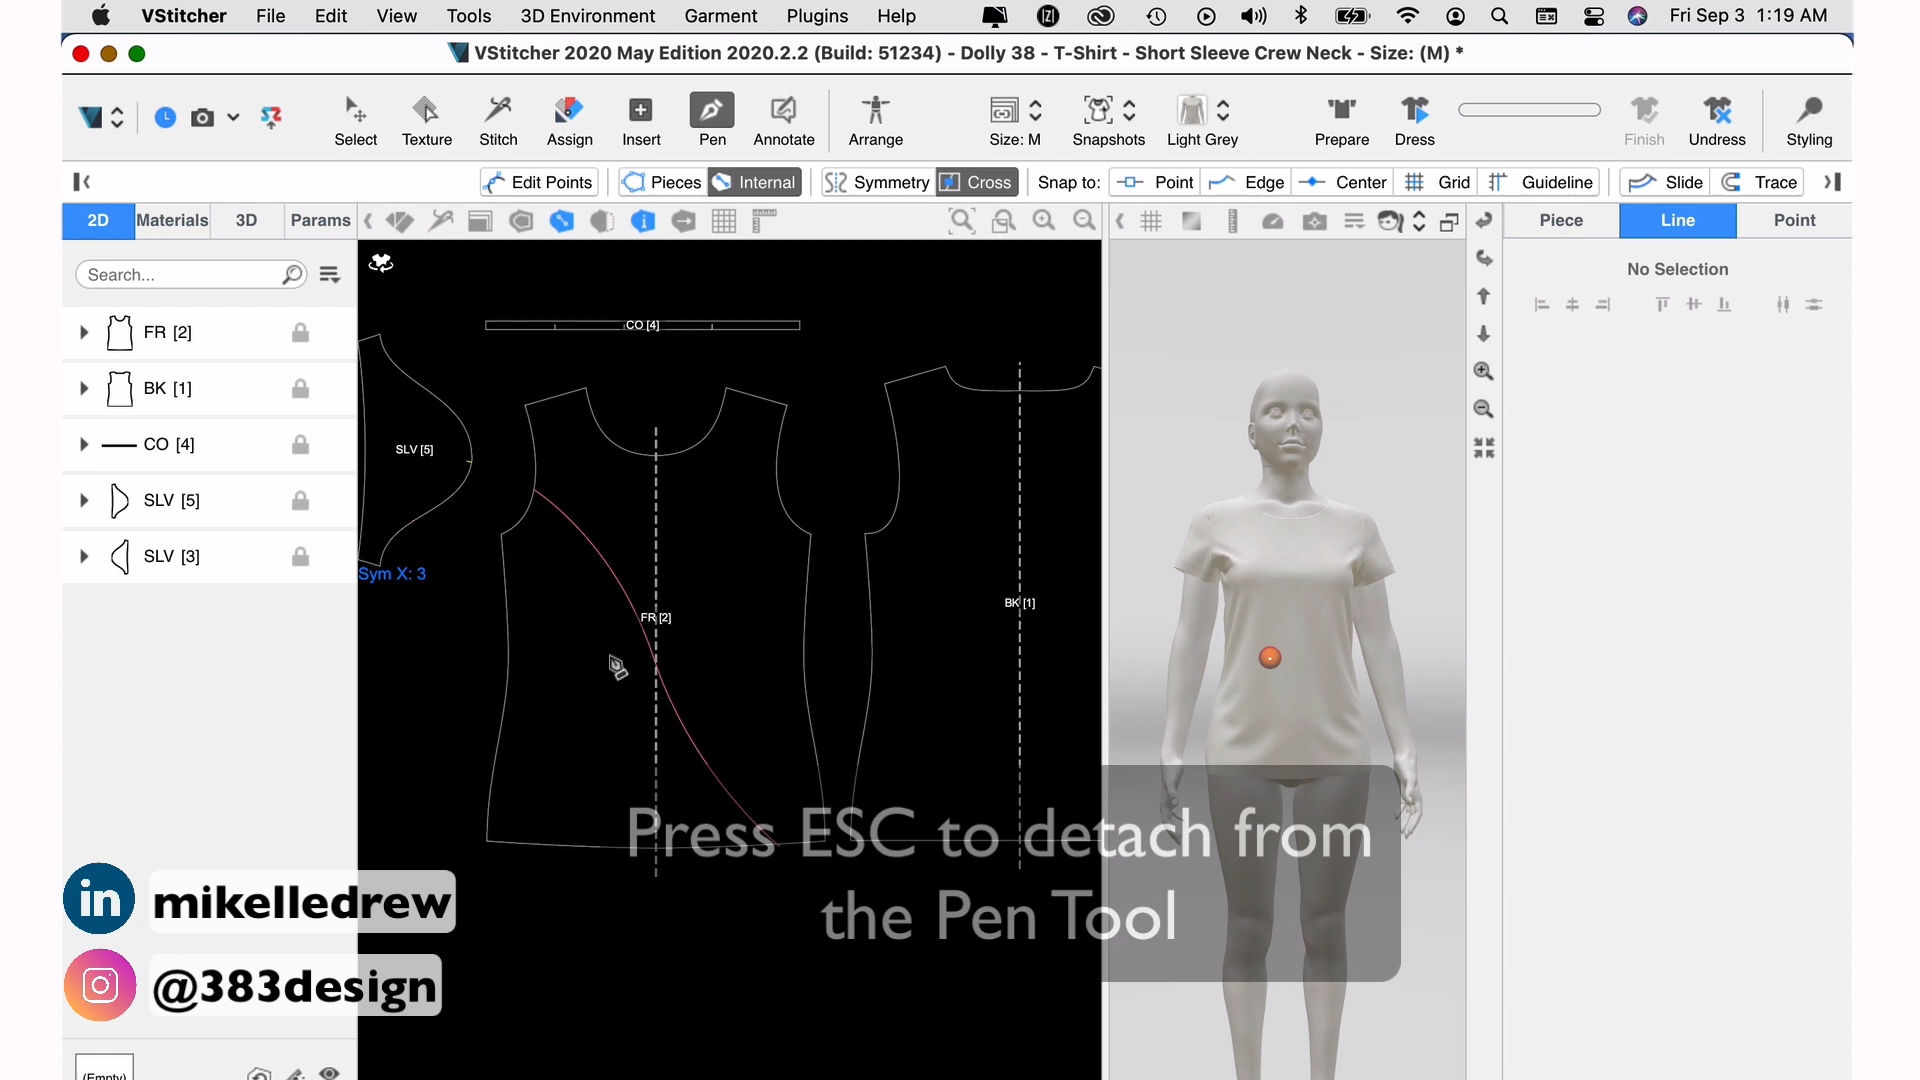 VStitcher File Edit View Tools 3D Environment Garment Plugins Help Fri Sep 3 1:19 AM
VStitcher 2020 May Edition 2020.2.2 (Build: 51234) - Dolly 38 - T-Shirt - Short Sleeve Crew Neck - Size: (M) *
Select Texture Stitch Assign Insert Pen Annotate Arrange Size: M Snapshots Light Grey Prepare Dress Finish Undress Styling
Edit Points Pieces Internal Symmetry Cross Snap to: Point Edge Center Grid Guideline Slide Trace
2D Materials 3D Params Piece Line Point
Search...
No Selection
FR [2]
BK [1]
CO [4]
SLV [5]
SLV [3]
CO [4]
SLV [5]
Sym X: 3
FR [2]
BK [1]
Press ESC to detach from
the Pen Tool
in mikelledrew
@383design
(Empty)